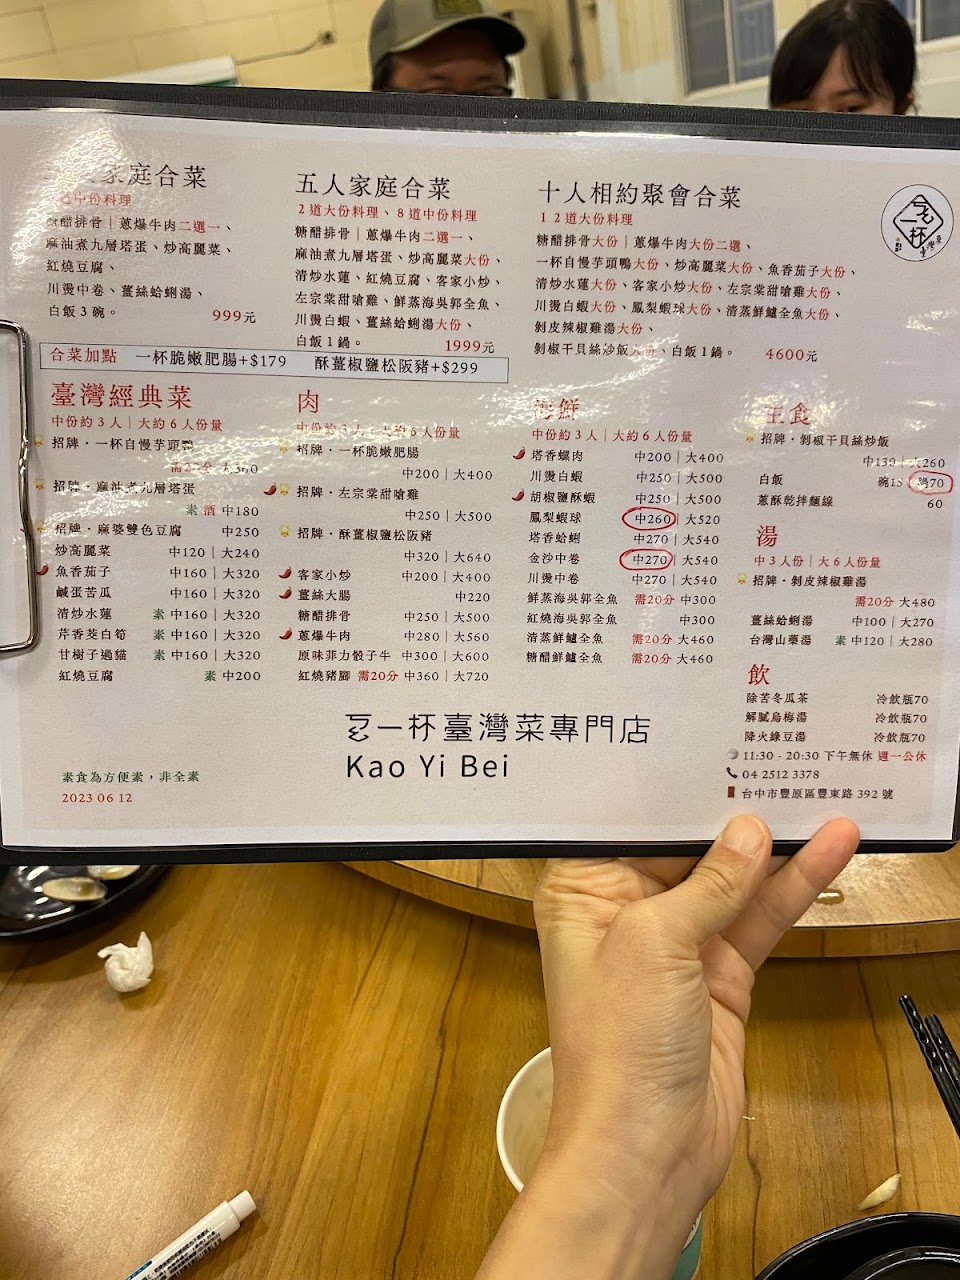 家庭合菜
中份料理
醋排骨｜蔥爆牛肉二選一、
麻油煮九層塔蛋、炒高麗菜、
紅燒豆腐、
川燙中卷、薑絲蛤蜊湯、
白飯3碗。 999元
五人家庭合菜
2道大份料理、8道中份料理
糖醋排骨｜蔥爆牛肉二選一、
麻油煮九層塔蛋、炒高麗菜大份、
清炒水蓮、紅燒豆腐、客家小炒、
左宗棠甜嗆雞、鮮蒸海吳郭全魚、
川燙白蝦、薑絲蛤蜊湯大份、
白飯1鍋。 1999元
十人相約聚會合菜
12道大份料理
糖醋排骨大份｜蔥爆牛肉大份二選、
一杯自慢芋頭鴨大份、炒高麗菜大份、魚香茄子大份、
清炒水蓮大份、客家小炒大份、左宗棠甜嗆雞大份、
川燙白蝦大份、鳳梨蝦球大份、清蒸鮮鱸全魚大份、
剝皮辣椒雞湯大份、
剝椒干貝絲炒飯大份、白飯1鍋。 4600元
合菜加點 一杯脆嫩肥腸+$179 酥薑椒鹽松阪豬+$299
臺灣經典菜
中份約3人｜大約6人份量
招牌・一杯自慢芋頭鴨
招牌・麻油煮九層塔蛋
素 酒 中180
招牌・麻婆雙色豆腐 中250
炒高麗菜 中120｜大240
魚香茄子 中160｜大320
鹹蛋苦瓜 中160｜大320
清炒水蓮 素 中160｜大320
芹香茭白筍 素 中160｜大320
甘樹子過貓 素 中160｜大320
紅燒豆腐 素 中200
肉
中份約3人｜大約6人份量
招牌・一杯脆嫩肥腸
中200｜大400
招牌・左宗棠甜嗆雞
中250｜大500
招牌・酥薑椒鹽松阪豬
中320｜大640
客家小炒 中200｜大400
薑絲大腸 中220
糖醋排骨 中250｜大500
蔥爆牛肉 中280｜大560
原味菲力骰子牛 中300｜大600
紅燒豬腳 需20分 中360｜大720
海鮮
中份約3人｜大約6人份量
塔香螺肉 中200｜大400
川燙白蝦 中250｜大500
胡椒鹽酥蝦 中250｜大500
鳳梨蝦球 中260｜大520
塔香蛤蜊 中270｜大540
金沙中卷 中270｜大540
川燙中卷 中270｜大540
鮮蒸海吳郭全魚 需20分 中300
紅燒海吳郭全魚 中300
清蒸鮮鱸全魚 需20分 大460
糖醋鮮鱸全魚 需20分 大460
主食
招牌・剝椒干貝絲炒飯
中130｜大260
白飯 碗15｜鍋70
蔥酥乾拌麵線 60
湯
中3人份｜大6人份量
招牌・剝皮辣椒雞湯
需20分 大480
薑絲蛤蜊湯 中100｜大270
台灣山藥湯 素 中120｜大280
飲
除苦冬瓜茶 冷飲瓶70
解膩烏梅湯 冷飲瓶70
降火綠豆湯 冷飲瓶70
11:30 - 20:30 下午無休 週一公休
04 2512 3378
台中市豐原區豐東路 392 號
一杯臺灣菜專門店
Kao Yi Bei
素食為方便素，非全素
2023 06 12